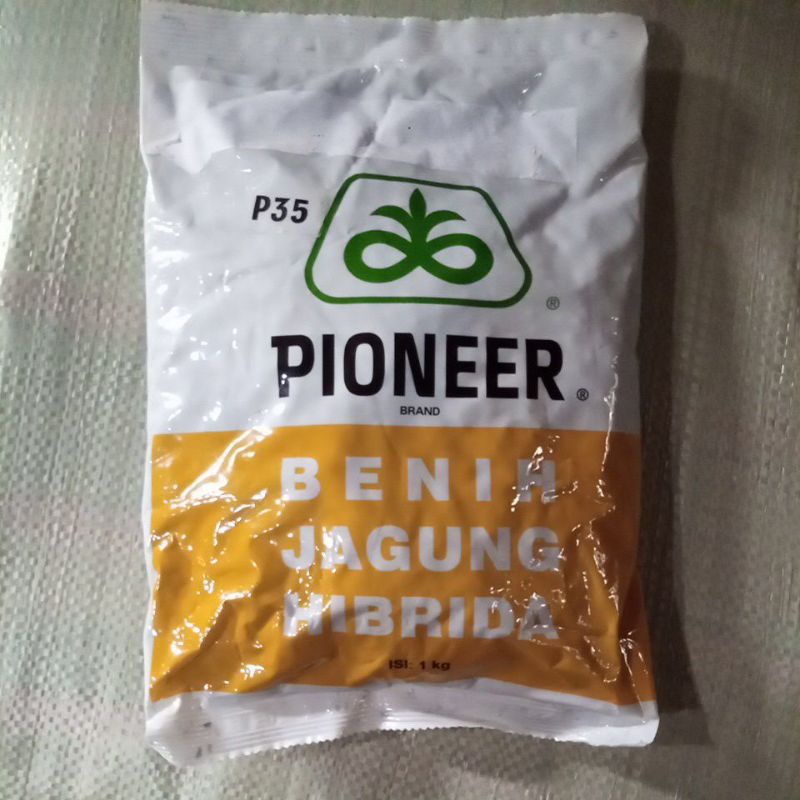 P35
®
PIONEER®
BRAND
BENIH
JAGUNG
HIBRIDA
ISI: 1 kg